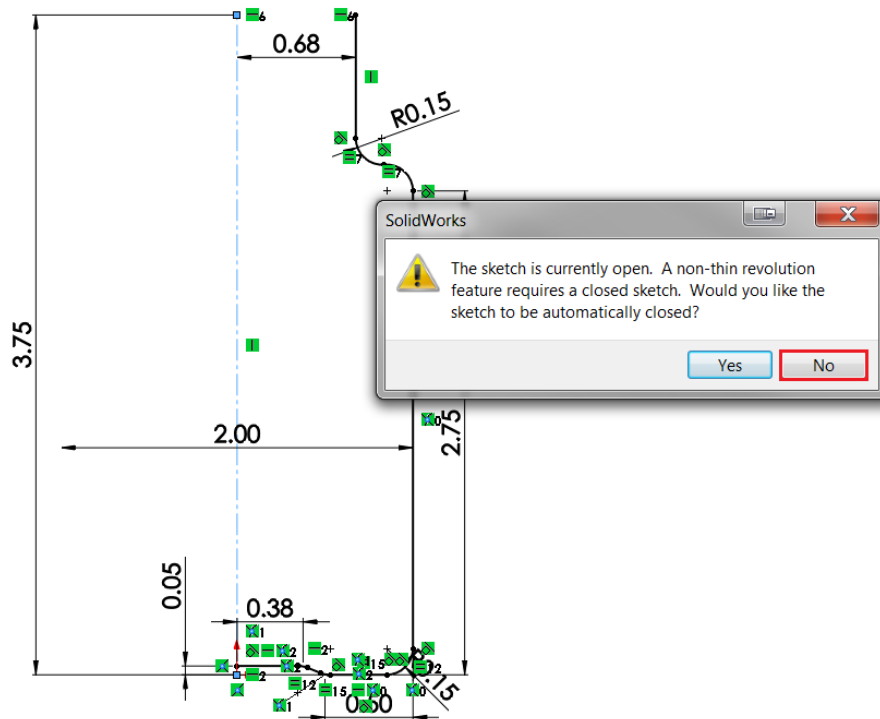 0.68
R0.15
SolidWorks
The sketch is currently open. A non-thin revolution
feature requires a closed sketch. Would you like the
sketch to be automatically closed?
Yes
No
3.75
2.00
2.75
0.05
0.38